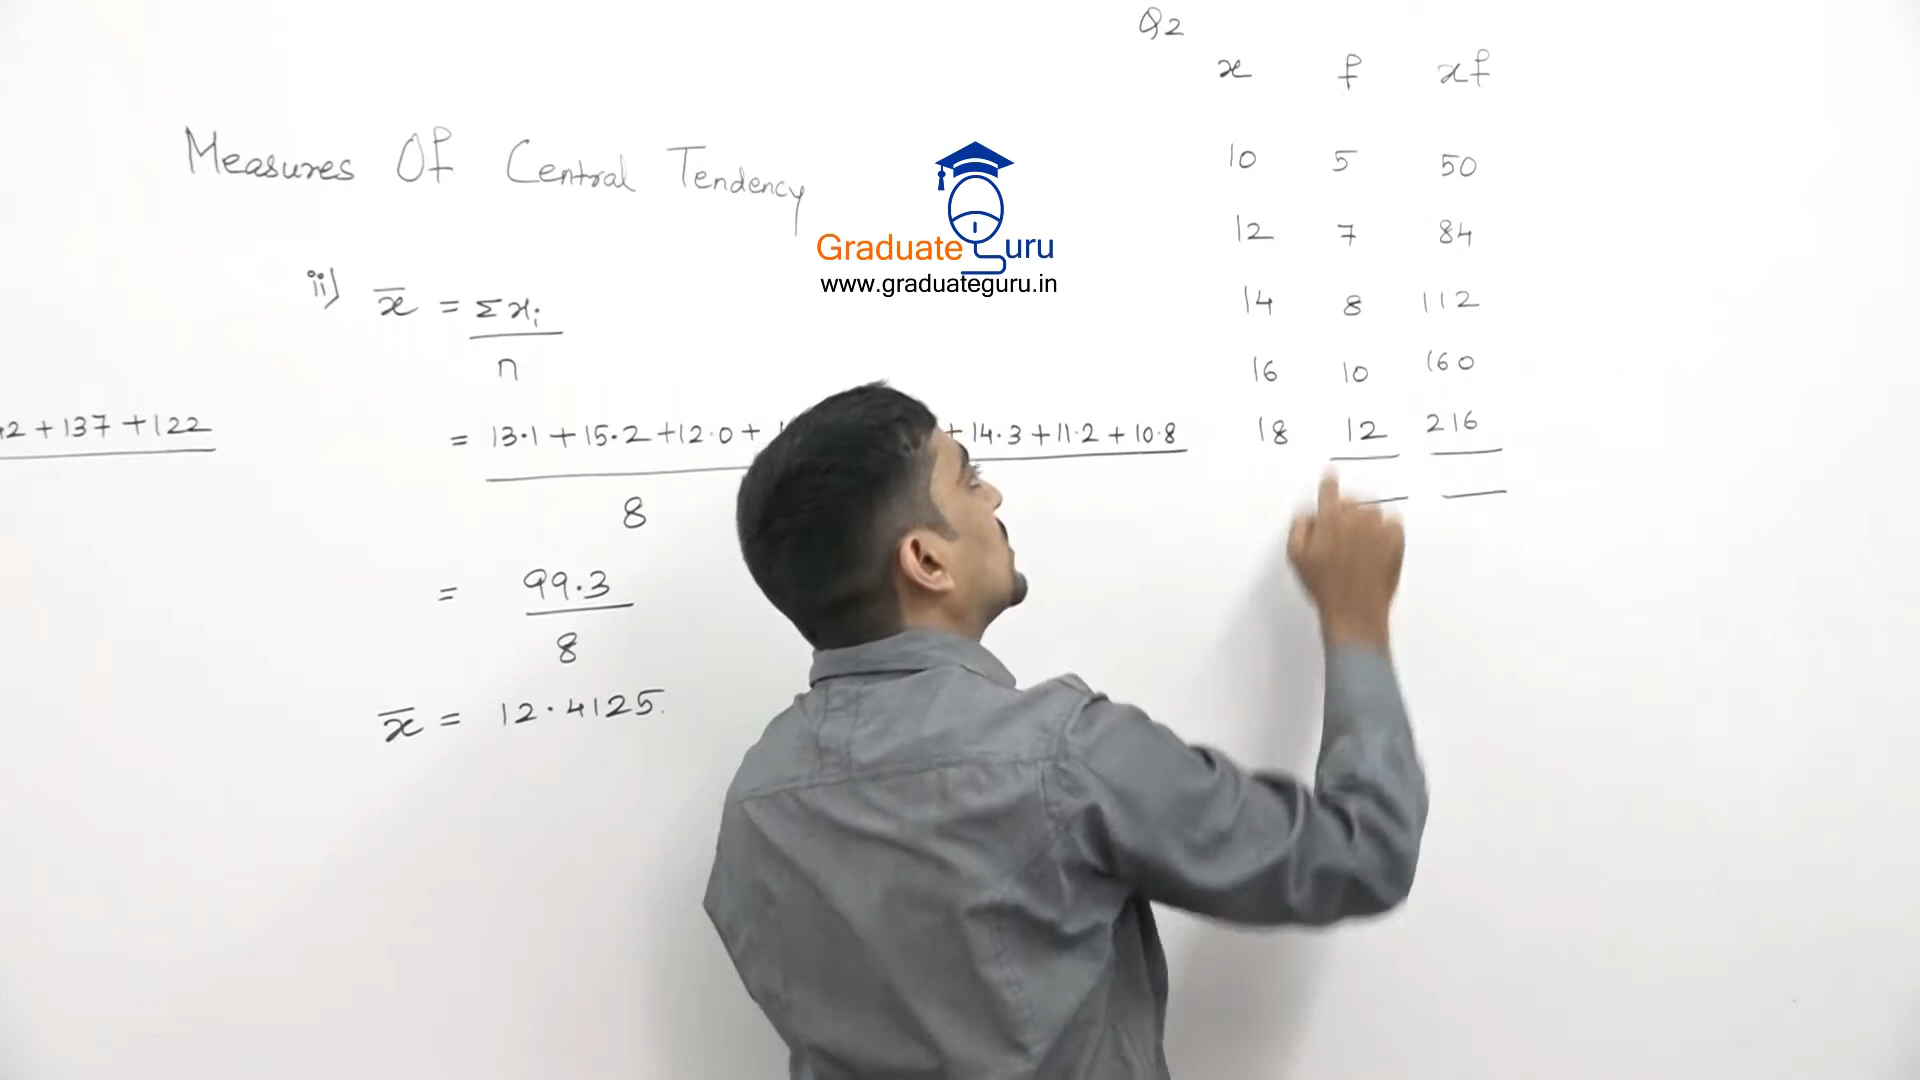 Measures Of Central Tendency
Graduate Guru
www.graduateguru.in
ii) x̄ = Σxᵢ
n
2 + 137 + 122
= 13.1 + 15.2 + 12.0 +
+ 14.3 + 11.2 + 10.8
8
= 99.3
8
x̄ = 12.4125
Q2
x f xf
10 5 50
12 7 84
14 8 112
16 10 160
18 12 216